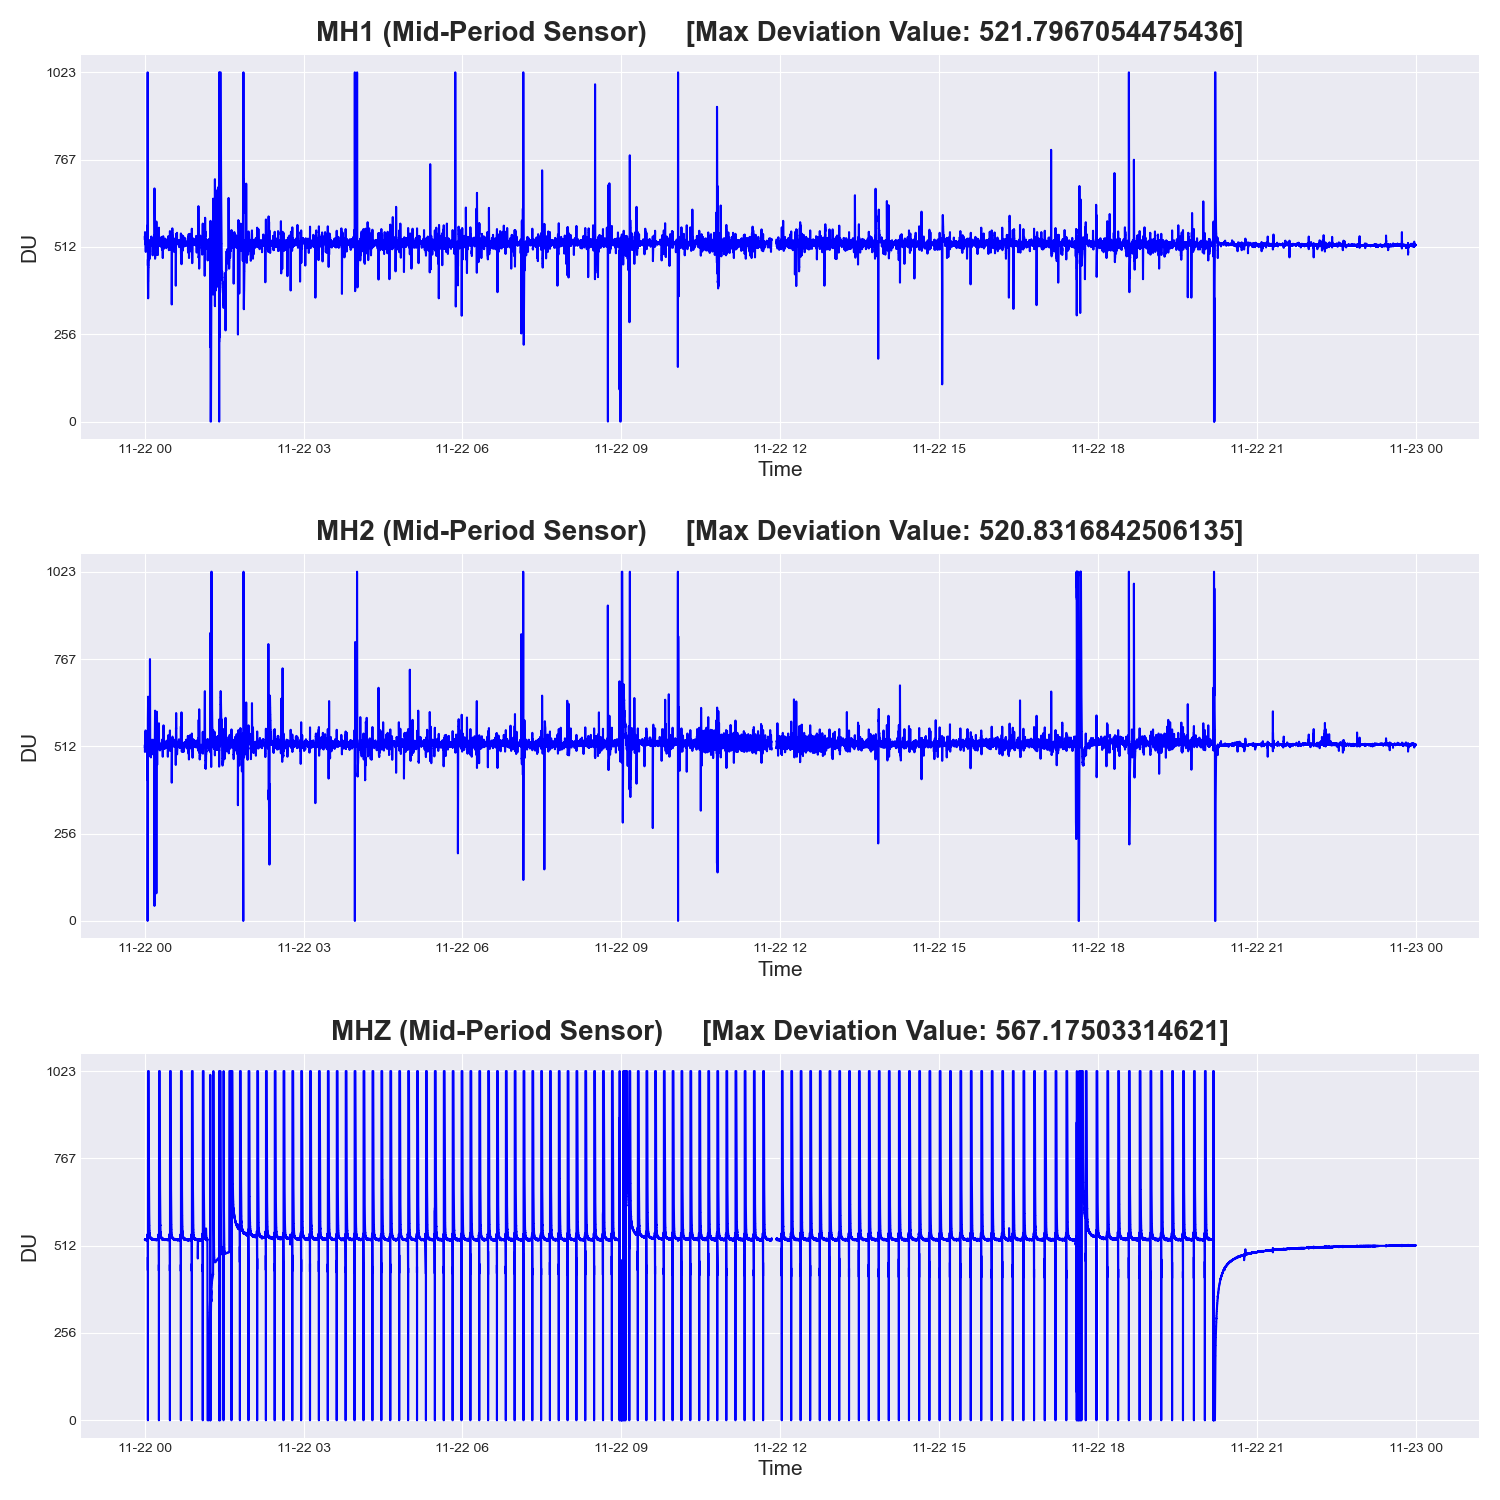 MH1 (Mid-Period Sensor) [Max Deviation Value: 521.7967054475436]
1023
767
512
256
0
DU
11-22 00 11-22 03 11-22 06 11-22 09 11-22 12 11-22 15 11-22 18 11-22 21 11-23 00
Time
MH2 (Mid-Period Sensor) [Max Deviation Value: 520.8316842506135]
1023
767
512
256
0
DU
11-22 00 11-22 03 11-22 06 11-22 09 11-22 12 11-22 15 11-22 18 11-22 21 11-23 00
Time
MHZ (Mid-Period Sensor) [Max Deviation Value: 567.17503314621]
1023
767
512
256
0
DU
11-22 00 11-22 03 11-22 06 11-22 09 11-22 12 11-22 15 11-22 18 11-22 21 11-23 00
Time